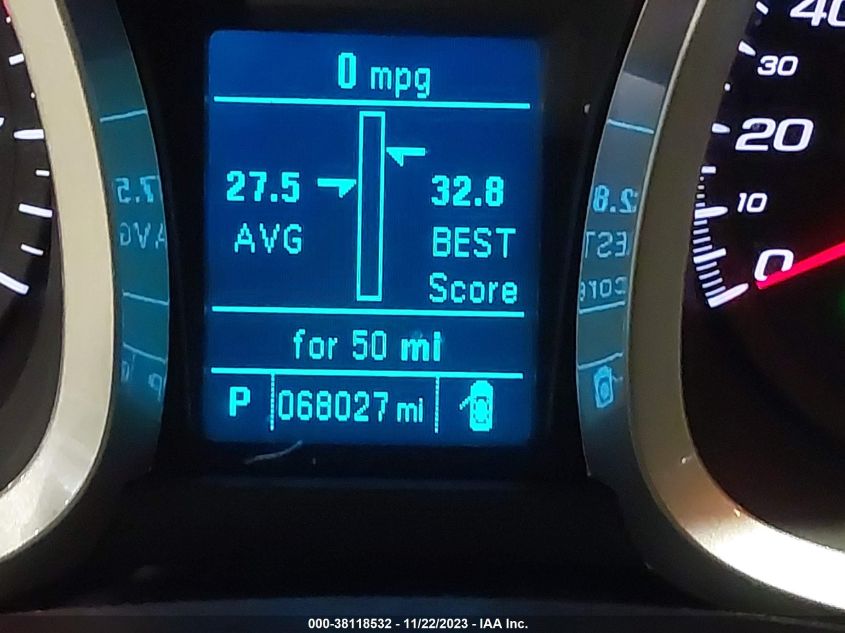 0 mpg
27.5 AVG
32.8 BEST Score
for 50 mi
P 068027 mi
40
30
20
10
0
000-38118532 - 11/22/2023 - IAA Inc.